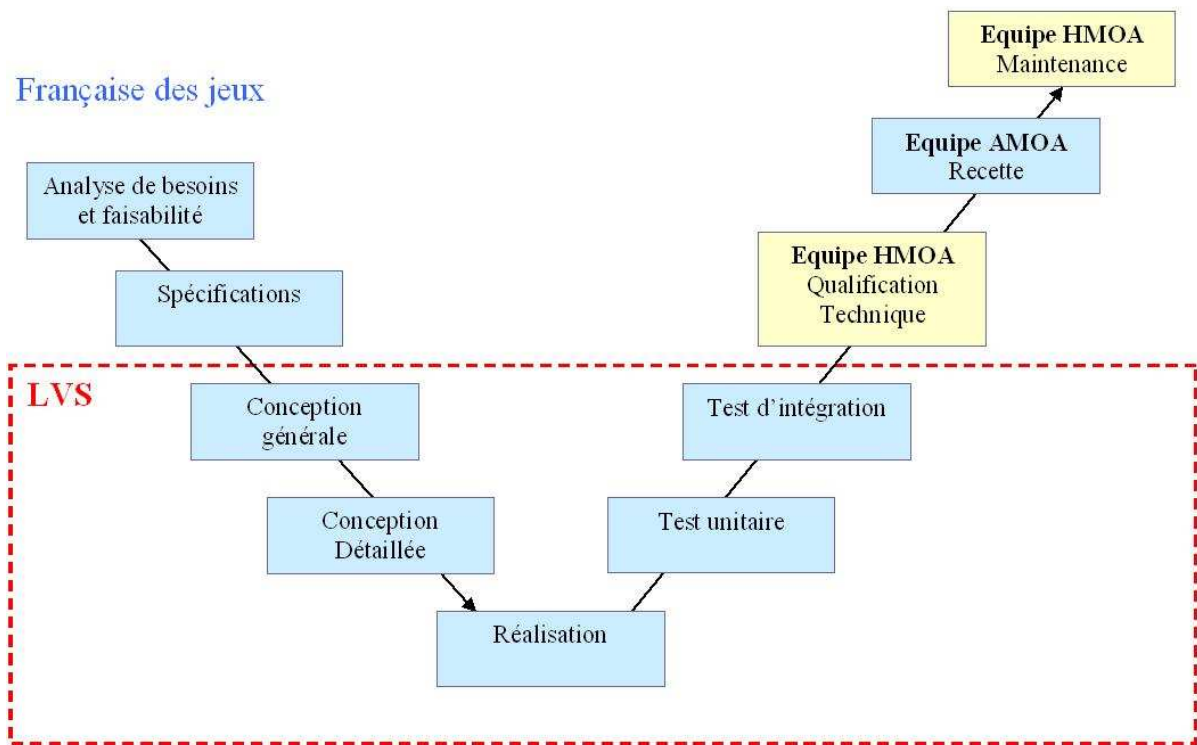 Française des jeux
Analyse de besoins
et faisabilité
Spécifications
LVS
Conception
générale
Conception
Détaillée
Réalisation
Test unitaire
Test d'intégration
Equipe HMOA
Qualification
Technique
Equipe AMOA
Recette
Equipe HMOA
Maintenance